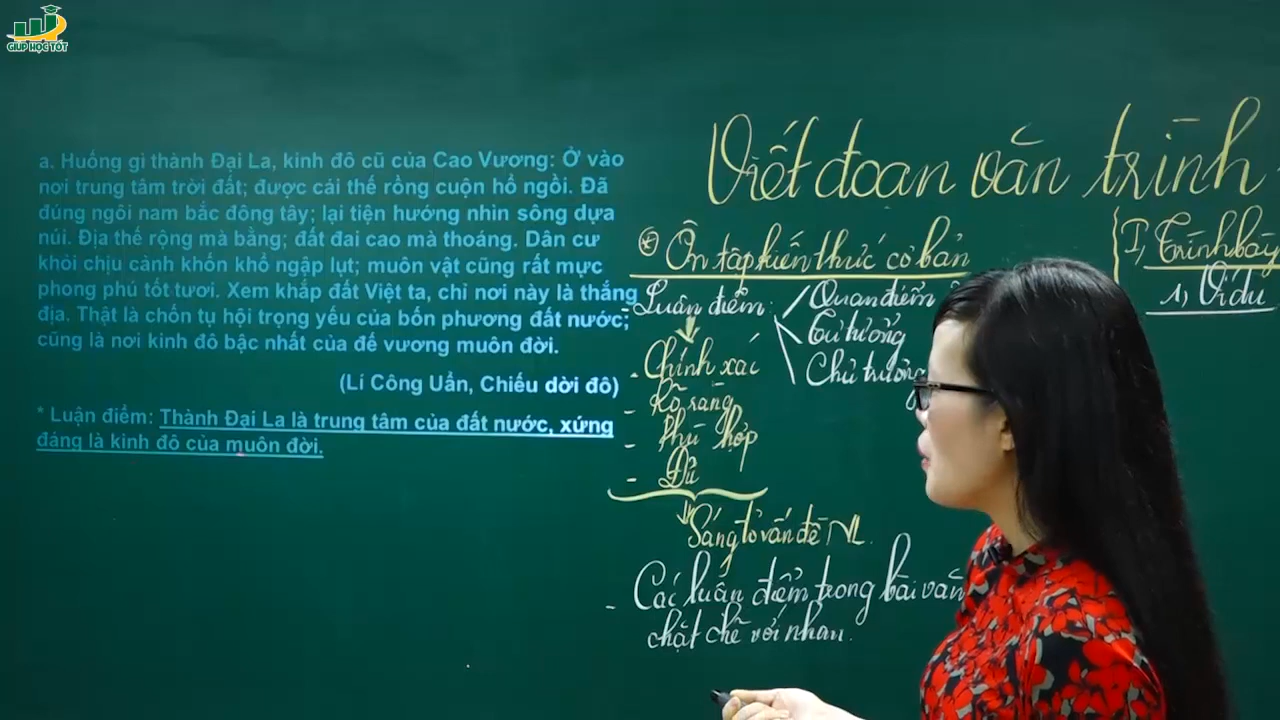 GIÚP HỌC TỐT
a. Huống gì thành Đại La, kinh đô cũ của Cao Vương: Ở vào
nơi trung tâm trời đất; được cái thế rồng cuộn hổ ngồi. Đã
đúng ngôi nam bắc đông tây; lại tiện hướng nhìn sông dựa
núi. Địa thế rộng mà bằng; đất đai cao mà thoáng. Dân cư
khỏi chịu cảnh khốn khổ ngập lụt; muôn vật cũng rất mực
phong phú tốt tươi. Xem khắp đất Việt ta, chỉ nơi này là thắng
địa. Thật là chốn tụ hội trọng yếu của bốn phương đất nước;
cũng là nơi kinh đô bậc nhất của đế vương muôn đời.
(Lí Công Uẩn, Chiếu dời đô)
* Luận điểm: Thành Đại La là trung tâm của đất nước, xứng
đáng là kinh đô của muôn đời.
Viết đoạn văn trình
* Ôn tập kiến thức cơ bản
- Luận điểm: Quan điểm
Tư tưởng
Chủ trương
- Chính xác
- Rõ ràng
- Phù hợp
- Đủ
Sáng tỏ vấn đề NL.
- Các luận điểm trong bài văn
chặt chẽ với nhau.
I, Trình bày
1, Ví dụ